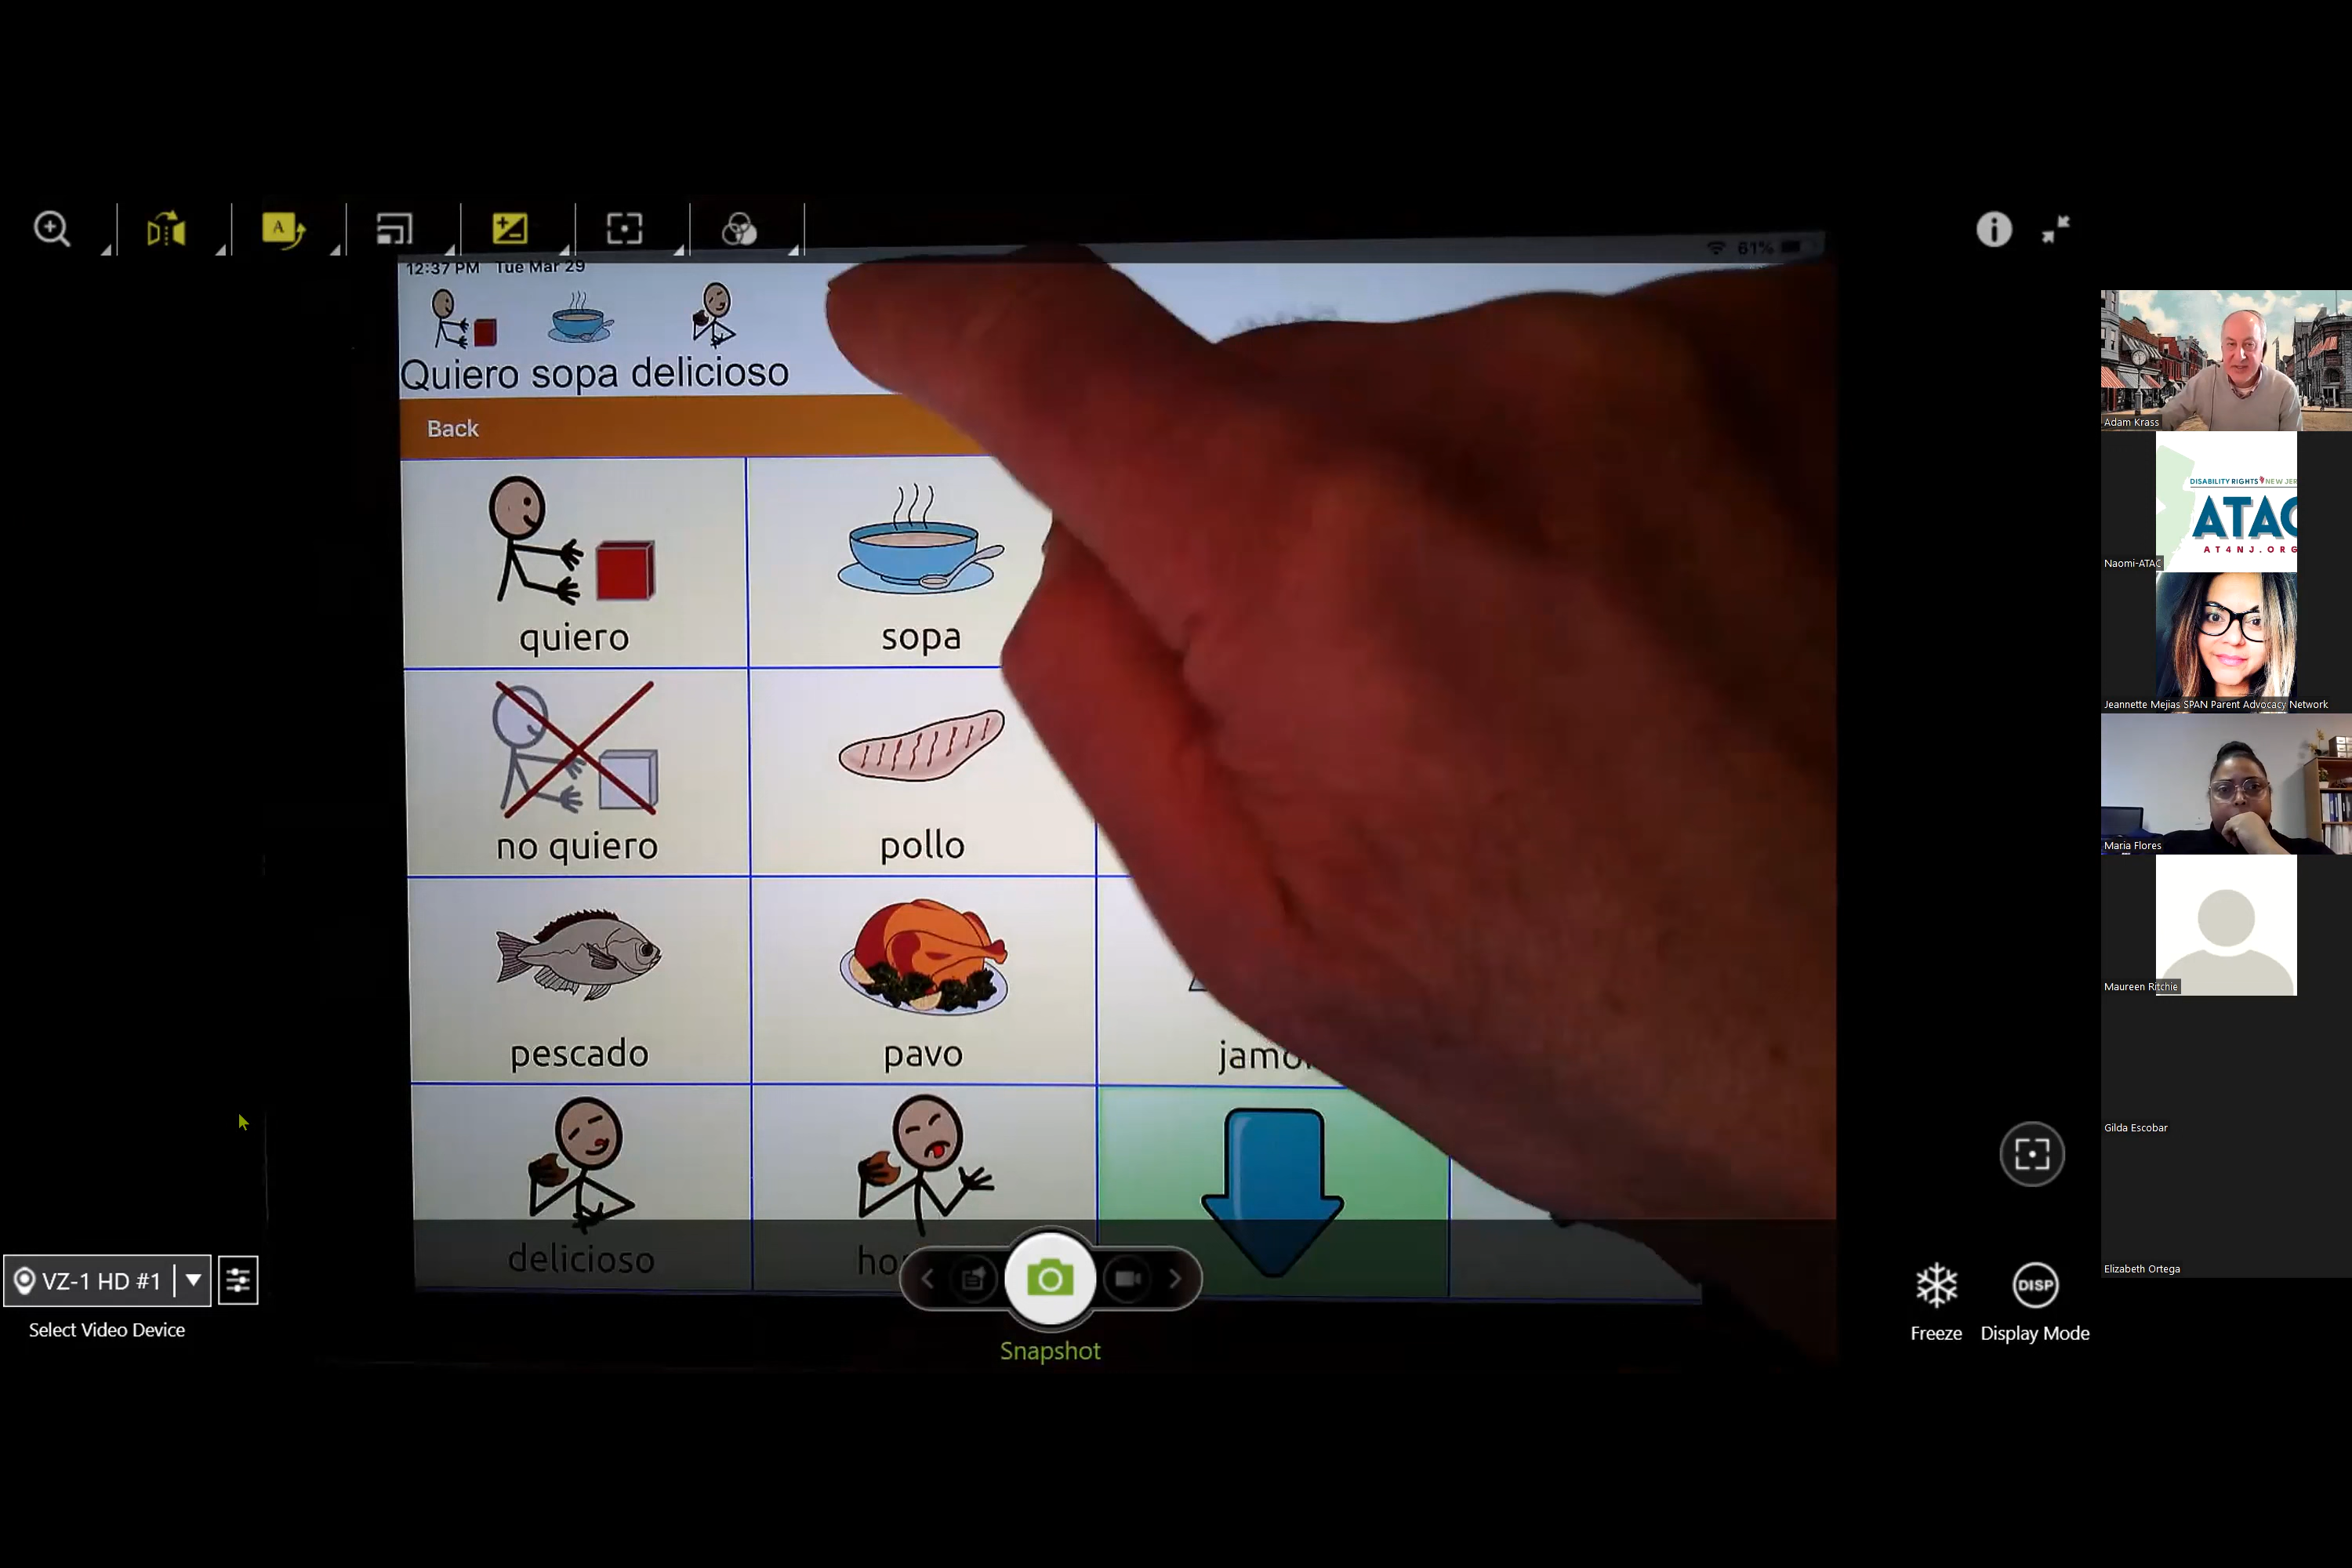 12:37 PM Tue Mar 29
61%
Quiero sopa delicioso
Back
quiero
sopa
no quiero
pollo
pescado
pavo
delicioso
VZ-1 HD #1
Select Video Device
Snapshot
DISP
Freeze
Display Mode
A
Adam Krass
DISABILITY RIGHTS NEW
ATAC
AT4NJ.ORG
Naomi-ATAC
Jeannette Mejias SPAN Parent Advocacy Network
Maria Flores
Maureen Ritchie
Gilda Escobar
Elizabeth Ortega